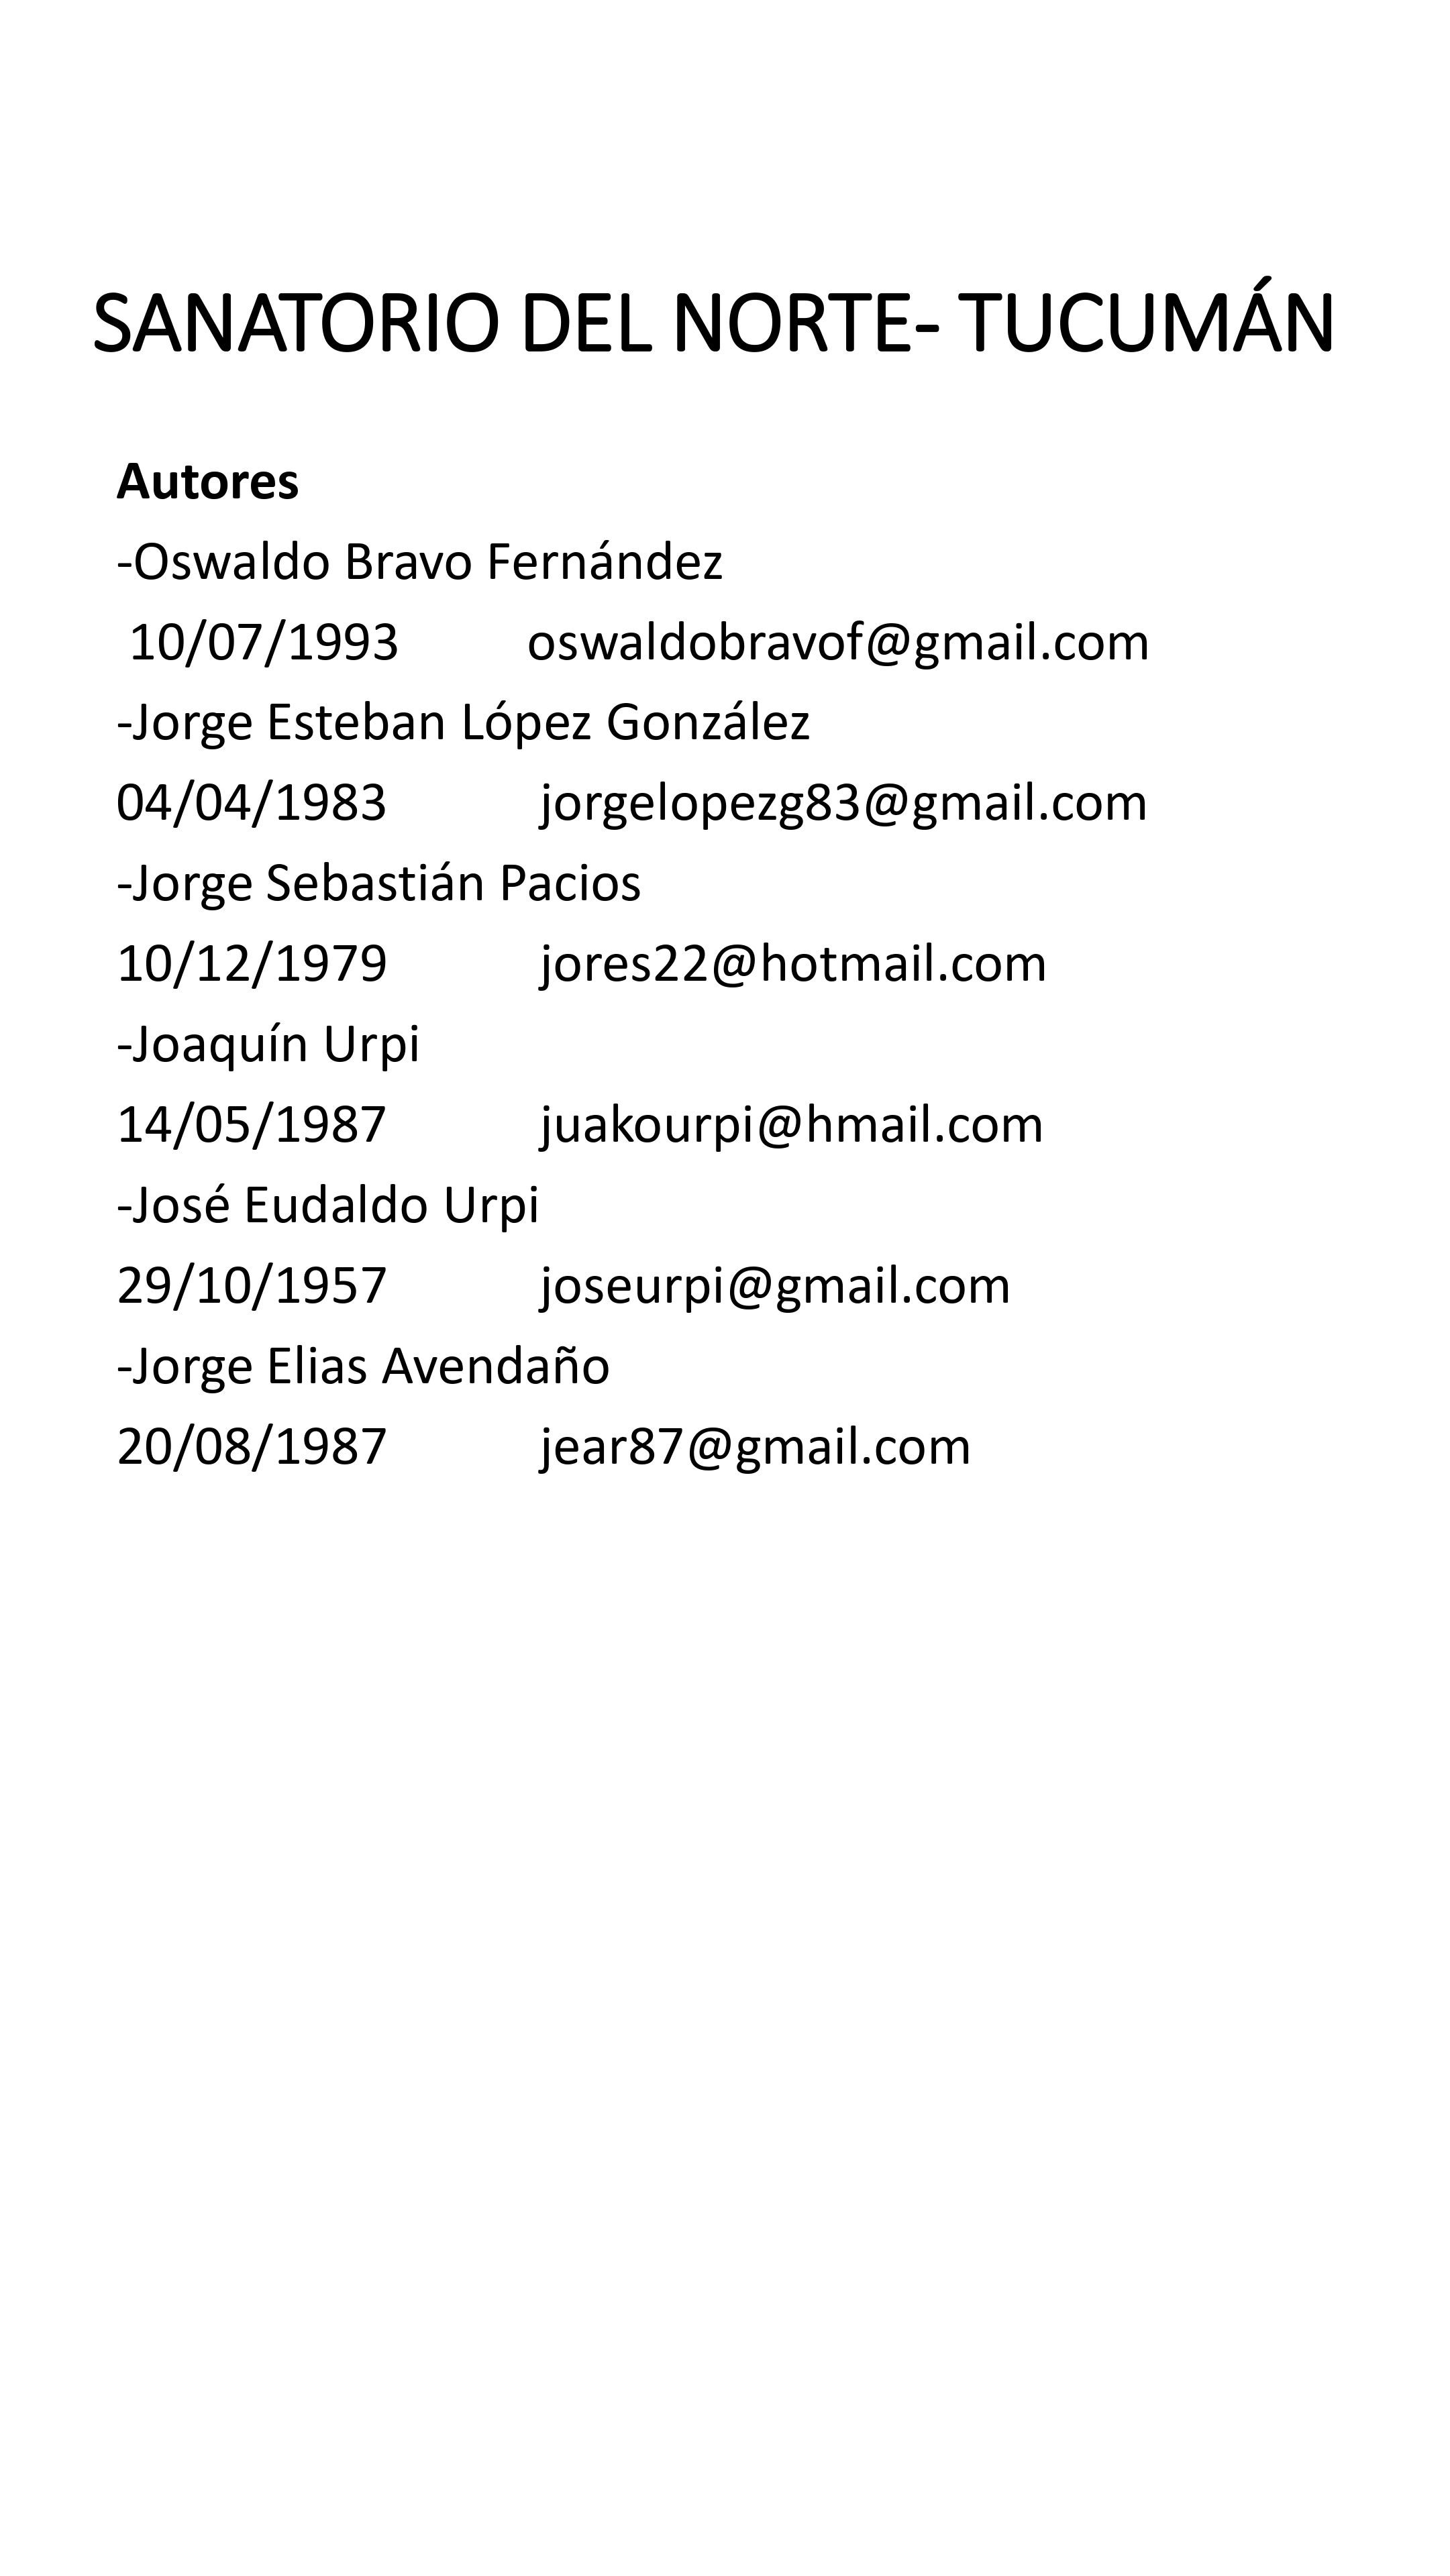 SANATORIO DEL NORTE- TUCUMÁN
Autores
-Oswaldo Bravo Fernández
10/07/1993 oswaldobravof@gmail.com
-Jorge Esteban López González
04/04/1983 jorgelopezg83@gmail.com
-Jorge Sebastián Pacios
10/12/1979 jores22@hotmail.com
-Joaquín Urpi
14/05/1987 juakourpi@hmail.com
-José Eudaldo Urpi
29/10/1957 joseurpi@gmail.com
-Jorge Elias Avendaño
20/08/1987 jear87@gmail.com